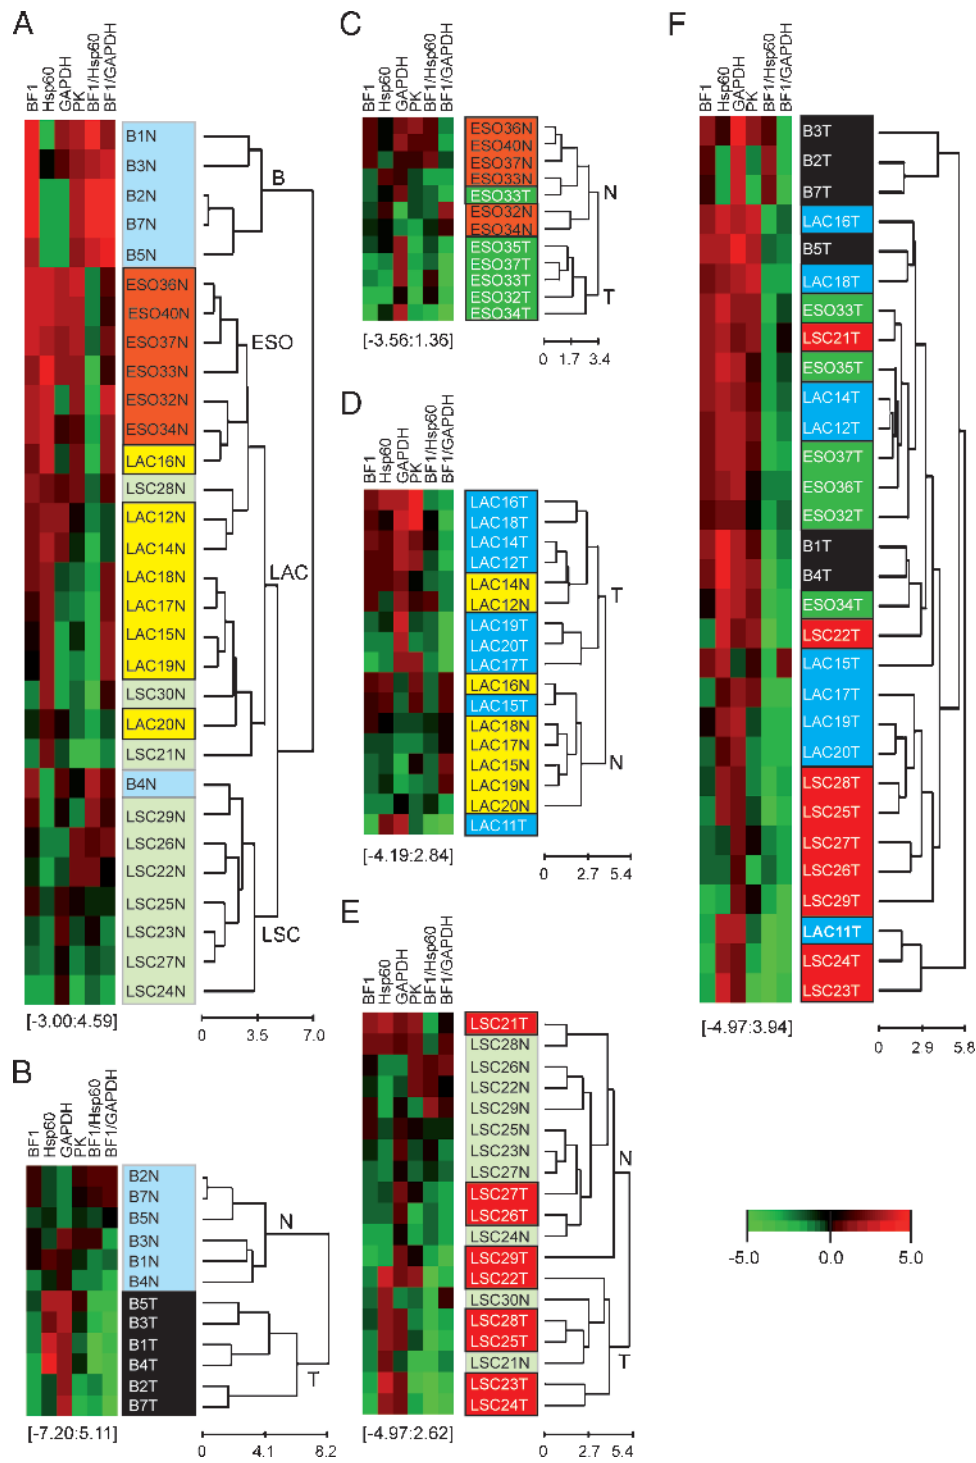 A
BF1
Hsp60
GAPDH
PK
BF1/Hsp60
BF1/GAPDH
B1N
B3N
B2N
B7N
B5N
ESO36N
ESO40N
ESO37N
ESO33N
ESO32N
ESO34N
LAC16N
LSC28N
LAC12N
LAC14N
LAC18N
LAC17N
LAC15N
LAC19N
LSC30N
LAC20N
LSC21N
B4N
LSC29N
LSC26N
LSC22N
LSC25N
LSC23N
LSC27N
LSC24N
B
ESO
LAC
LSC
[-3.00:4.59]
0 3.5 7.0
B
BF1
Hsp60
GAPDH
PK
BF1/Hsp60
BF1/GAPDH
B2N
B7N
B5N
B3N
B1N
B4N
B5T
B3T
B1T
B4T
B2T
B7T
N
T
[-7.20:5.11]
0 4.1 8.2
C
BF1
Hsp60
GAPDH
PK
BF1/Hsp60
BF1/GAPDH
ESO36N
ESO40N
ESO37N
ESO33N
ESO33T
ESO32N
ESO34N
ESO35T
ESO37T
ESO33T
ESO32T
ESO34T
N
T
[-3.56:1.36]
0 1.7 3.4
D
BF1
Hsp60
GAPDH
PK
BF1/Hsp60
BF1/GAPDH
LAC16T
LAC18T
LAC14T
LAC12T
LAC14N
LAC12N
LAC19T
LAC20T
LAC17T
LAC16N
LAC15T
LAC18N
LAC17N
LAC15N
LAC19N
LAC20N
LAC11T
T
N
[-4.19:2.84]
0 2.7 5.4
E
BF1
Hsp60
GAPDH
PK
BF1/Hsp60
BF1/GAPDH
LSC21T
LSC28N
LSC26N
LSC22N
LSC29N
LSC25N
LSC23N
LSC27N
LSC27T
LSC26T
LSC24N
LSC29T
LSC22T
LSC30N
LSC28T
LSC25T
LSC21N
LSC23T
LSC24T
N
T
[-4.97:2.62]
0 2.7 5.4
F
BF1
Hsp60
GAPDH
PK
BF1/Hsp60
BF1/GAPDH
B3T
B2T
B7T
LAC16T
B5T
LAC18T
ESO33T
LSC21T
ESO35T
LAC14T
LAC12T
ESO37T
ESO36T
ESO32T
B1T
B4T
ESO34T
LSC22T
LAC15T
LAC17T
LAC19T
LAC20T
LSC28T
LSC25T
LSC27T
LSC26T
LSC29T
LAC11T
LSC24T
LSC23T
[-4.97:3.94]
0 2.9 5.8
-5.0 0.0 5.0